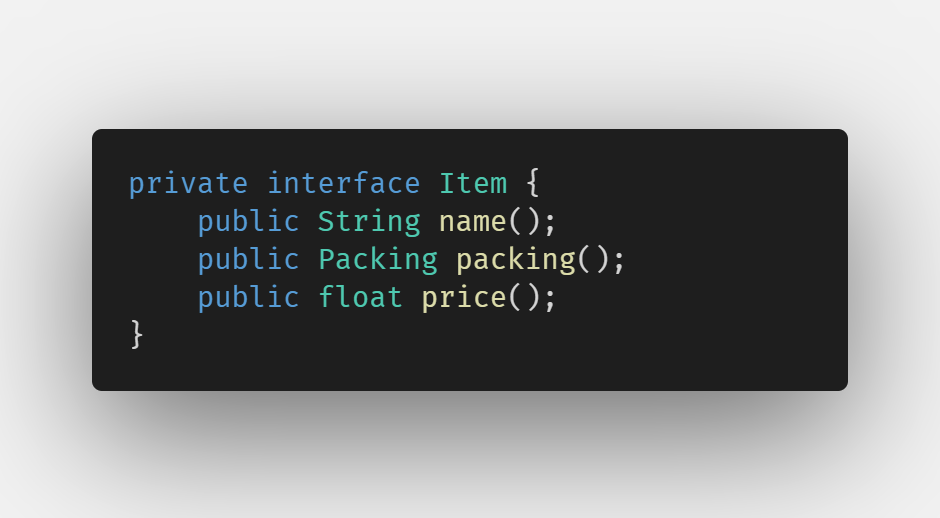 private interface Item {
    public String name();
    public Packing packing();
    public float price();
}